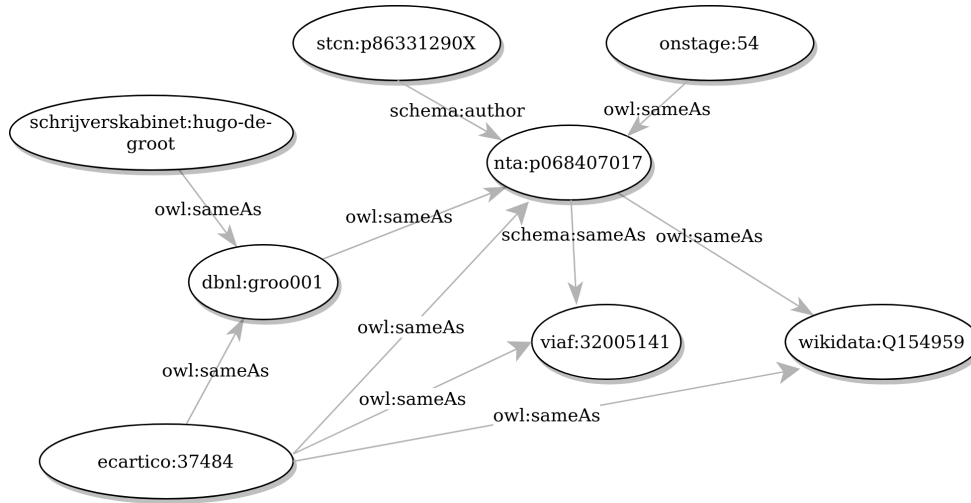 stcn:p86331290X
onstage:54
schema:author
owl:sameAs
schrijverskabinet:hugo-de-
groot
nta:p068407017
owl:sameAs
owl:sameAs
schema:sameAs
owl:sameAs
dbnl:groo001
owl:sameAs
viaf:32005141
wikidata:Q154959
owl:sameAs
owl:sameAs
owl:sameAs
ecartico:37484